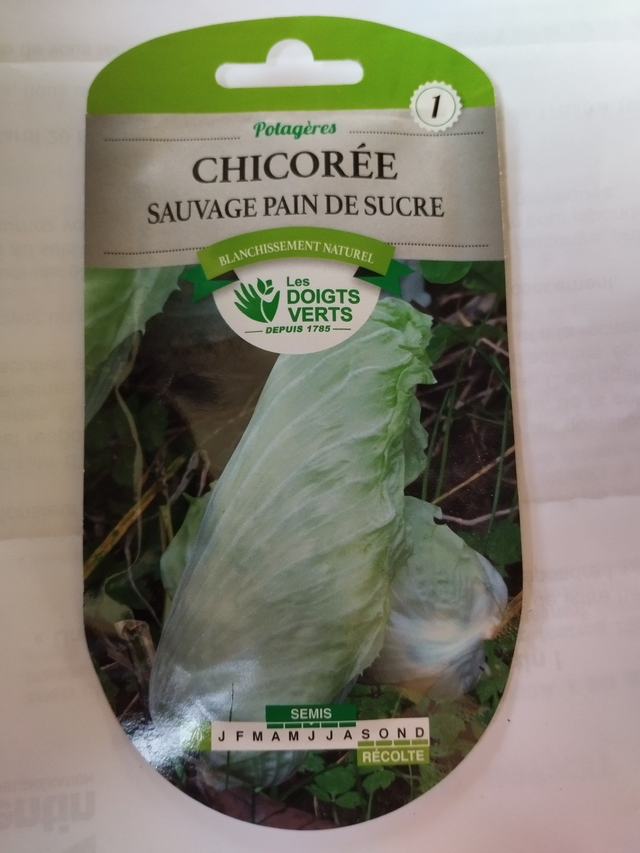 1
Potagères
CHICORÉE
SAUVAGE PAIN DE SUCRE
BLANCHISSEMENT NATUREL
Les
DOIGTS
VERTS
DEPUIS 1785
SEMIS
J F M A M J J A S O N D
RÉCOLTE